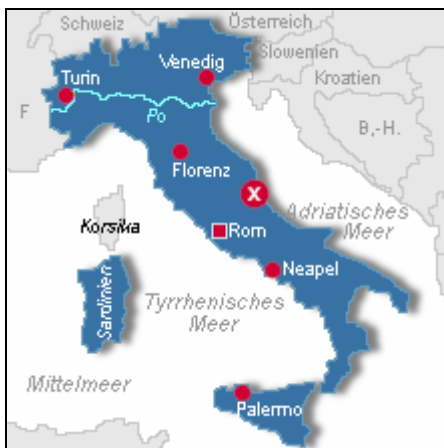 Schweiz
Österreich
Slowenien
Kroatien
Venedig
Turin
Po
F
B,-H.
Florenz
X
Adriatisches
Meer
Korsika
Rom
Neapel
Sardinien
Tyrrhenisches
Meer
Mittelmeer
Palermo